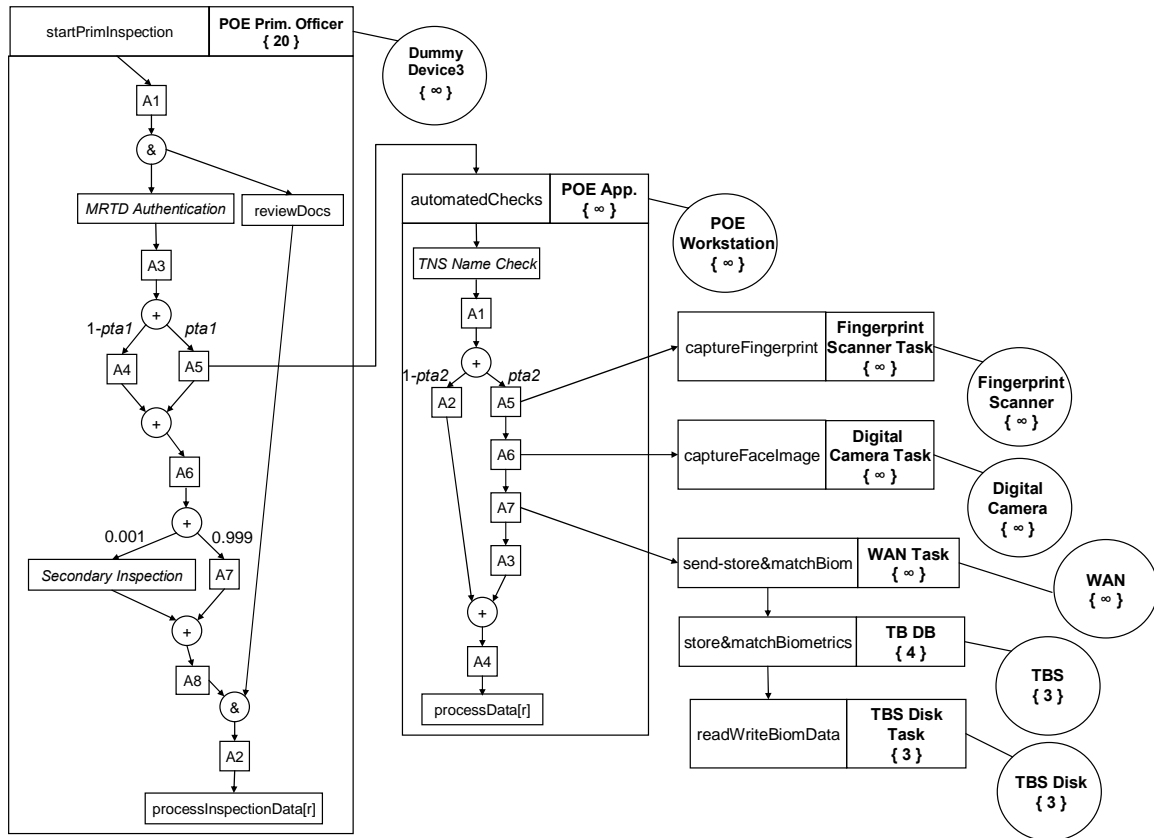 startPrimInspection
POE Prim. Officer
{ 20 }
Dummy
Device3
{ ∞ }
A1
&
MRTD Authentication
reviewDocs
A3
+
1-pta1
pta1
A4
A5
+
A6
+
0.001
0.999
Secondary Inspection
A7
+
A8
&
A2
processInspectionData[r]
automatedChecks
POE App.
{ ∞ }
POE
Workstation
{ ∞ }
TNS Name Check
A1
+
1-pta2
pta2
A2
A5
A6
A7
A3
+
A4
processData[r]
captureFingerprint
Fingerprint
Scanner Task
{ ∞ }
Fingerprint
Scanner
{ ∞ }
captureFaceImage
Digital
Camera Task
{ ∞ }
Digital
Camera
{ ∞ }
send-store&matchBiom
WAN Task
{ ∞ }
WAN
{ ∞ }
store&matchBiometrics
TB DB
{ 4 }
TBS
{ 3 }
readWriteBiomData
TBS Disk
Task
{ 3 }
TBS Disk
{ 3 }